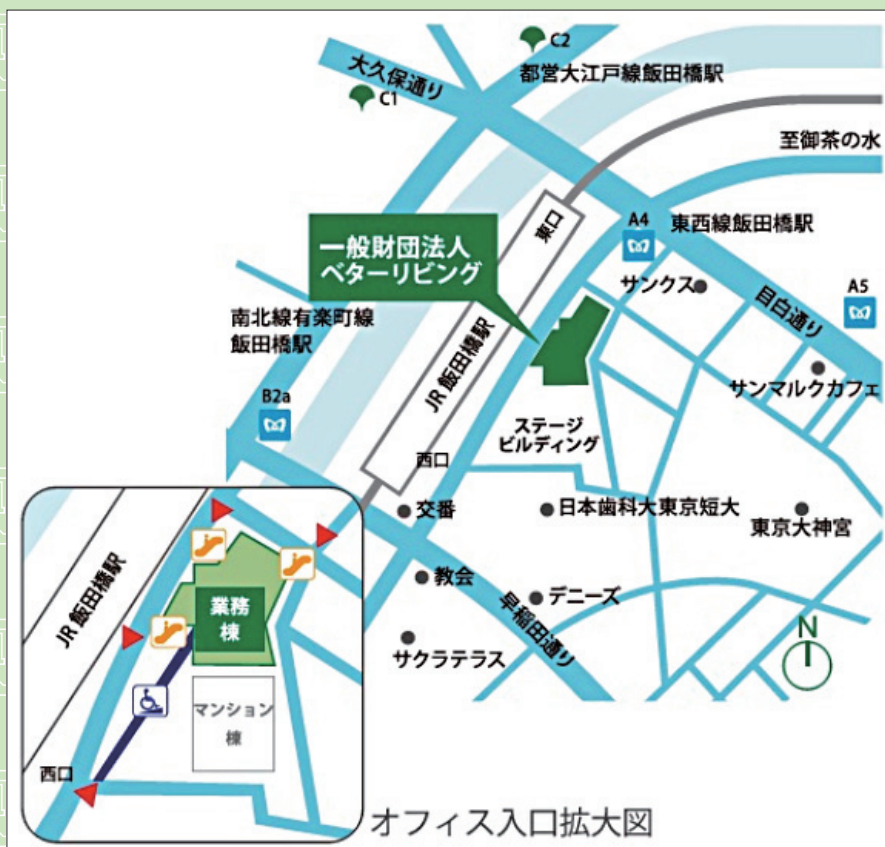 C2
大久保通り
都営大江戸線飯田橋駅
C1
至御茶の水
東口
A4
東西線飯田橋駅
一般財団法人
ベターリビング
サンクス
A5
目白通り
南北線有楽町線
飯田橋駅
JR 飯田橋駅
サンマルクカフェ
B2a
ステージ
ビルディング
西口
交番
日本歯科大東京短大
東京大神宮
教会
デニーズ
早稲田通り
サクラテラス
N
JR 飯田橋駅
業務
棟
マンション
棟
西口
オフィス入口拡大図